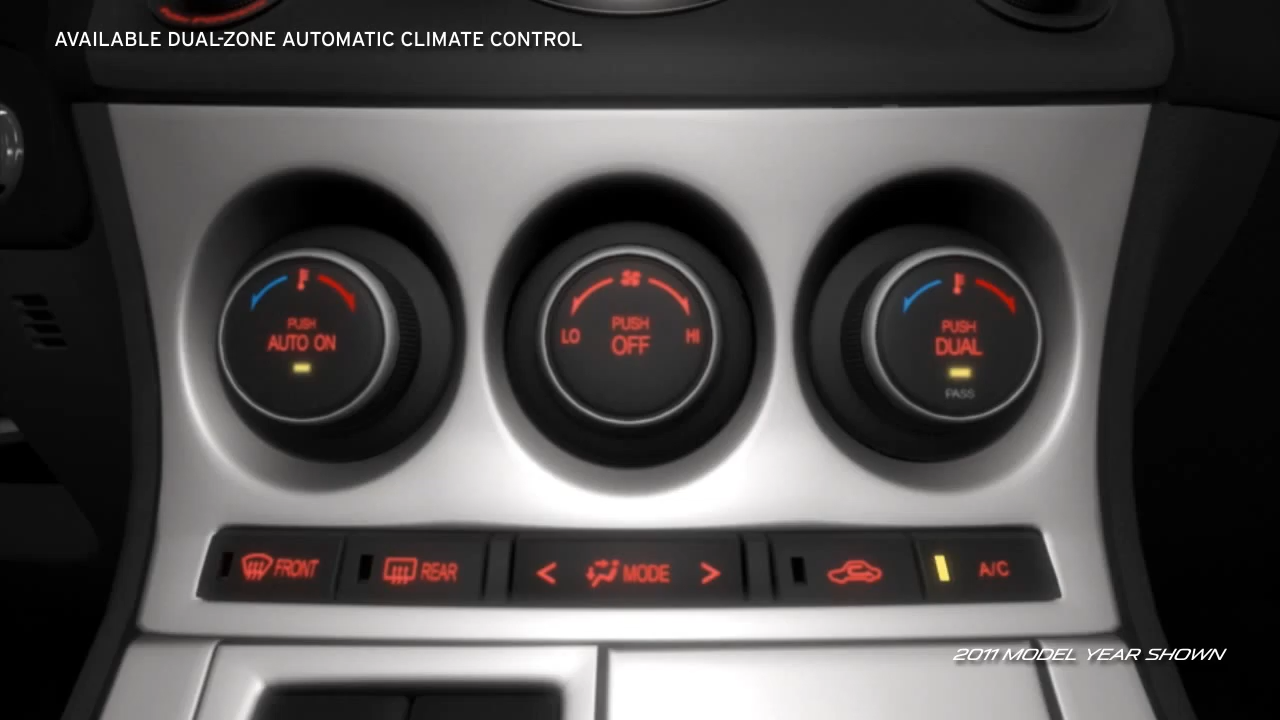 AVAILABLE DUAL-ZONE AUTOMATIC CLIMATE CONTROL
PUSH
AUTO ON
LO
PUSH
OFF
HI
PUSH
DUAL
PASS
FRONT
REAR
< MODE >
A/C
2011 MODEL YEAR SHOWN